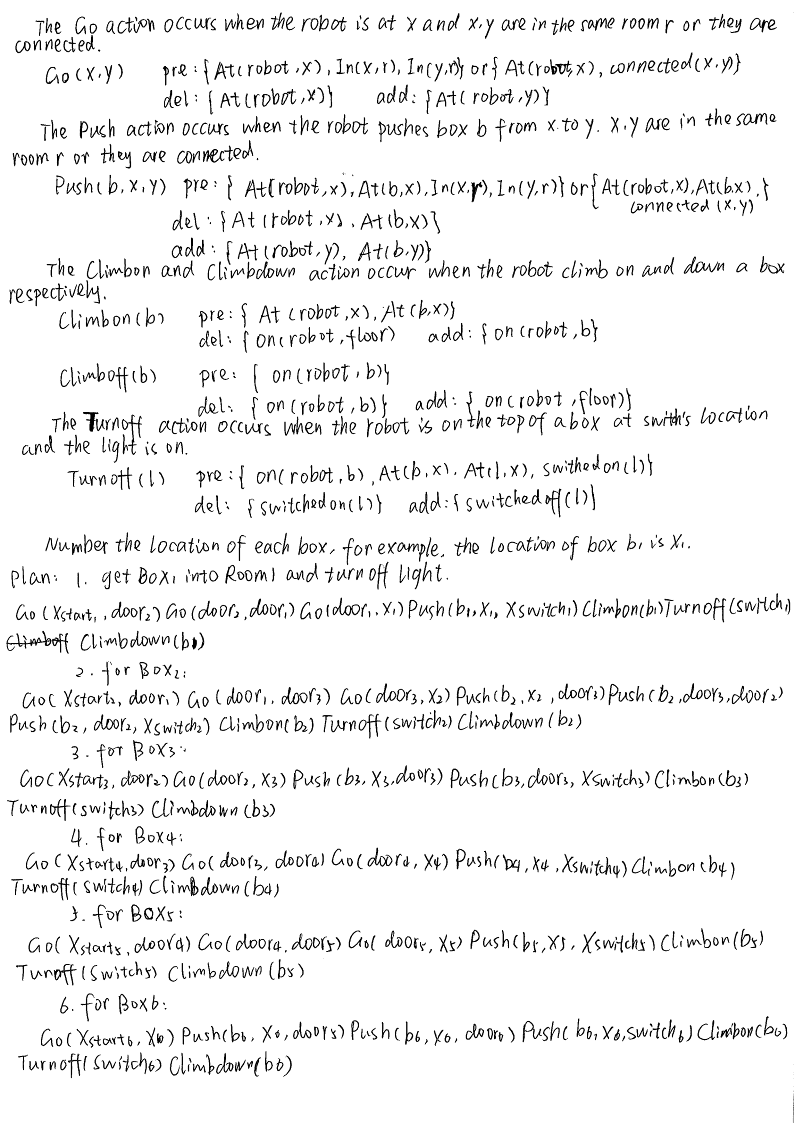 The Go action occurs when the robot is at x and x,y are in the same room r or they are
connected.
Go(x,y) pre:{At(robot,x), In(x,r), In(y,r)} or{At(robot,x), connected(x,y)}
del:{At(robot,x)} add:{At(robot,y)}
The Push action occurs when the robot pushes box b from x to y. x,y are in the same
room r or they are connected.
Push(b,x,y) pre:{At(robot,x),At(b,x),In(x,r),In(y,r)}or{At(robot,x),At(b,x),}
connected(x,y)
del:{At(robot,x), At(b,x)}
add:{At(robot,y), At(b,y)}
The Climbon and Climbdown action occur when the robot climb on and down a box
respectively.
Climbon(b) pre:{At(robot,x), At(b,x)}
del:{on(robot,floor) add:{on(robot,b}
Climboff(b) pre:{on(robot,b)}
del:{on(robot,b)} add:{on(robot,floor)}
The Turnoff action occurs when the robot is on the top of a box at swith's location
and the light is on.
Turnoff(l) pre:{on(robot,b), At(b,x). At(l,x), swithedon(l)}
del:{switchedon(l)} add:{switchedoff(l)}
Number the location of each box, for example, the location of box b₁ is x₁.
Plan: 1. get Box₁ into Room1 and turn off light.
Go(Xstart₁,door₂)Go(door₂,door₁)Go(door₁,x₁)Push(b₁,x₁,Xswitch₁)Climbon(b₁)Turnoff(switch₁)
Climboff Climbdown(b₁)
2. for Box₂:
Go(Xstart₂,door₁)Go(door₁,door₃)Go(door₃,x₂)Push(b₂,x₂,door₃)Push(b₂,door₃,door₂)
Push(b₂,door₂,Xswitch₂)Climbon(b₂)Turnoff(switch₂)Climbdown(b₂)
3. for Box₃:
Go(Xstart₃,door₂)Go(door₂,x₃)Push(b₃,x₃,door₃)Push(b₃,door₃,Xswitch₃)Climbon(b₃)
Turnoff(switch₃)Climbdown(b₃)
4. for Box₄:
Go(Xstart₄,door₃)Go(door₃,door₄)Go(door₄,x₄)Push(b₄,x₄,Xswitch₄)Climbon(b₄)
Turnoff(switch₄)Climbdown(b₄)
5. for Box₅:
Go(Xstart₅,door₄)Go(door₄,door₅)Go(door₅,x₅)Push(b₅,x₅,Xswitch₅)Climbon(b₅)
Turnoff(switch₅)Climbdown(b₅)
6. for Box₆:
Go(Xstart₆,x₆)Push(b₆,x₆,door₅)Push(b₆,x₆,door₆)Push(b₆,x₆,switch₆)Climbon(b₆)
Turnoff(switch₆)Climbdown(b₆)